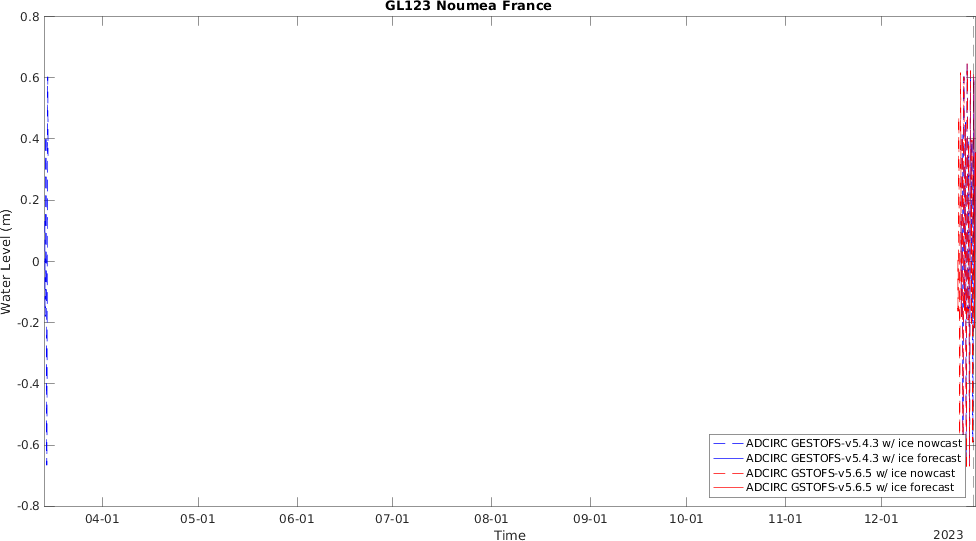 GL123 Noumea France
0.8
0.6
0.4
0.2
0
-0.2
-0.4
-0.6
-0.8
Water Level (m)
04-01 05-01 06-01 07-01 08-01 09-01 10-01 11-01 12-01
Time
2023
ADCIRC GESTOFS-v5.4.3 w/ ice nowcast
ADCIRC GESTOFS-v5.4.3 w/ ice forecast
ADCIRC GSTOFS-v5.6.5 w/ ice nowcast
ADCIRC GSTOFS-v5.6.5 w/ ice forecast